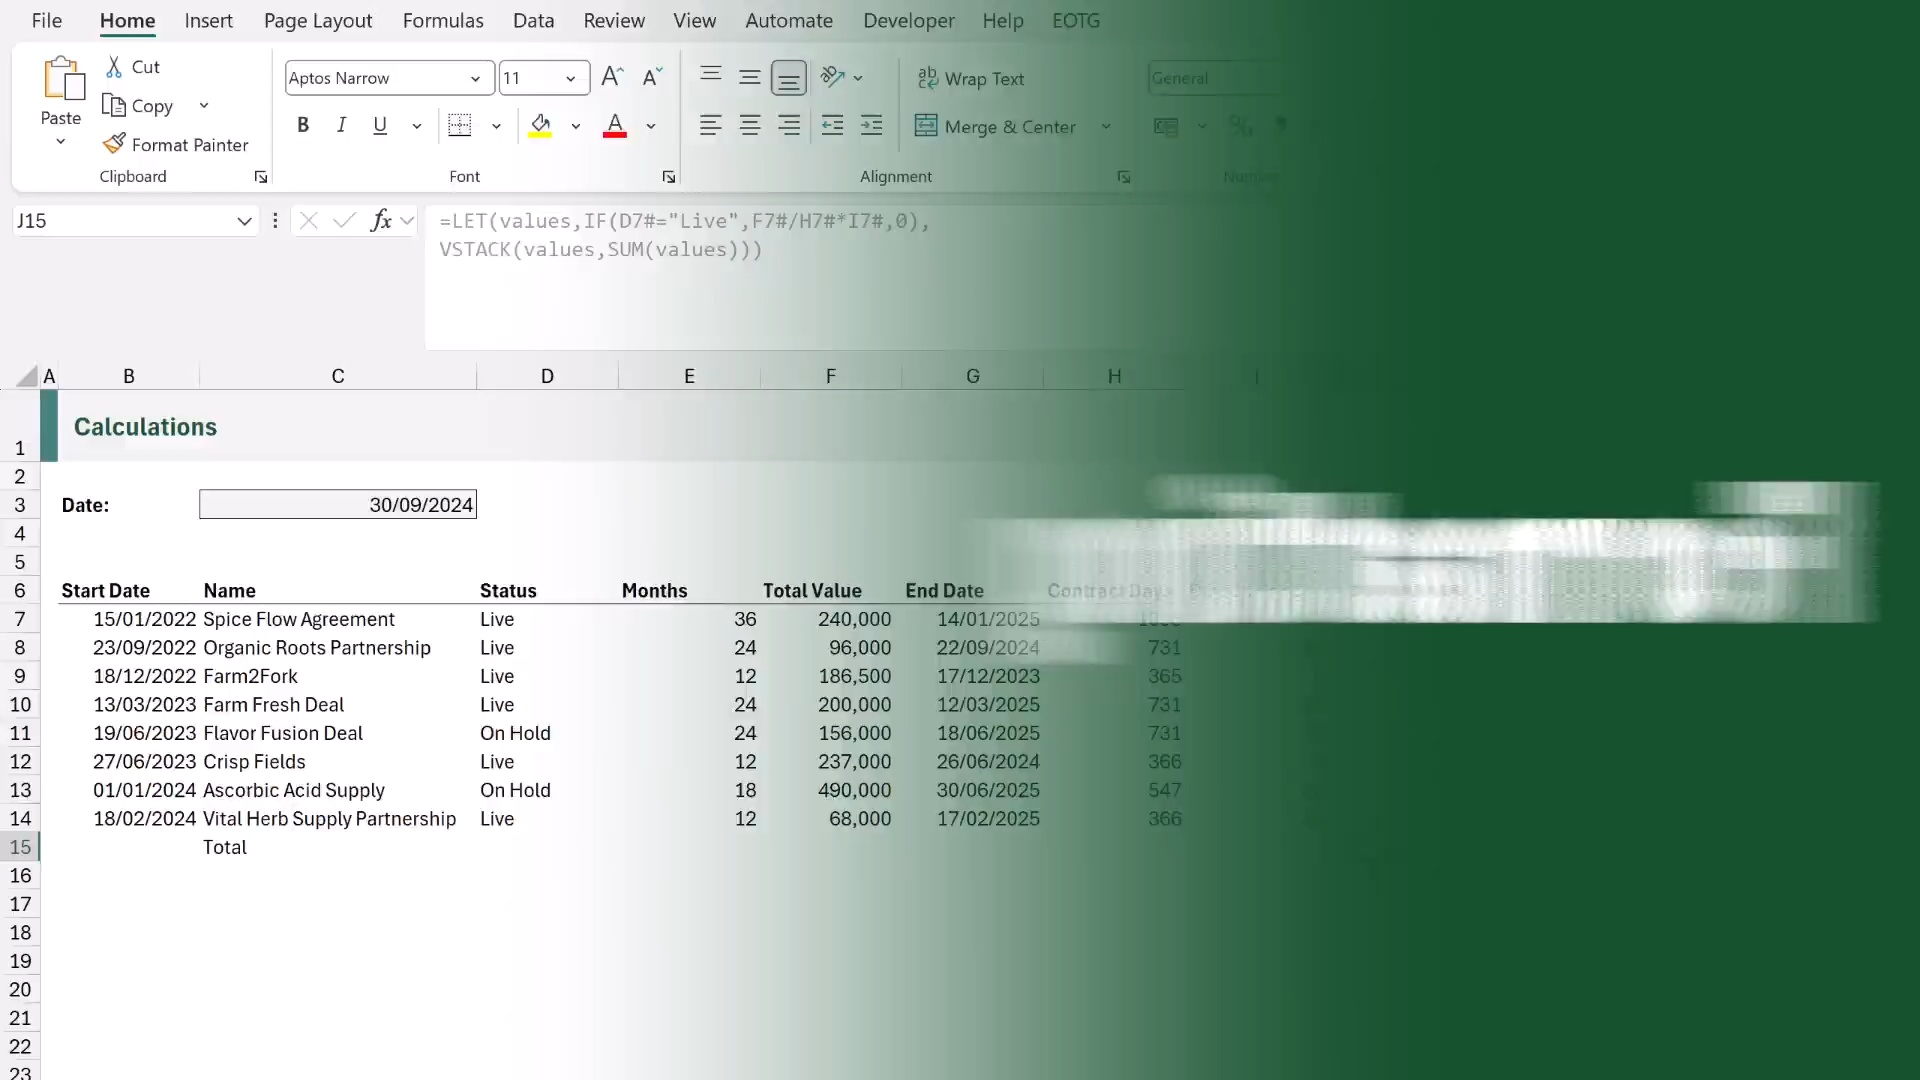 File Home Insert Page Layout Formulas Data Review View Automate Developer Help EOTG
Paste
Cut
Copy
Format Painter
Clipboard
Aptos Narrow 11
B I U
Font
Wrap Text
Merge & Center
Alignment
General
%
J15
fx
=LET(values,IF(D7#="Live",F7#/H7#*I7#,0),
VSTACK(values,SUM(values)))
A B C D E F G H I
1 Calculations
2
3 Date: 30/09/2024
4
5
6 Start Date Name Status Months Total Value End Date Contract Days
7 15/01/2022 Spice Flow Agreement Live 36 240,000 14/01/2025
8 23/09/2022 Organic Roots Partnership Live 24 96,000 22/09/2024 731
9 18/12/2022 Farm2Fork Live 12 186,500 17/12/2023 365
10 13/03/2023 Farm Fresh Deal Live 24 200,000 12/03/2025 731
11 19/06/2023 Flavor Fusion Deal On Hold 24 156,000 18/06/2025 731
12 27/06/2023 Crisp Fields Live 12 237,000 26/06/2024 366
13 01/01/2024 Ascorbic Acid Supply On Hold 18 490,000 30/06/2025 547
14 18/02/2024 Vital Herb Supply Partnership Live 12 68,000 17/02/2025 366
15 Total
16
17
18
19
20
21
22
23